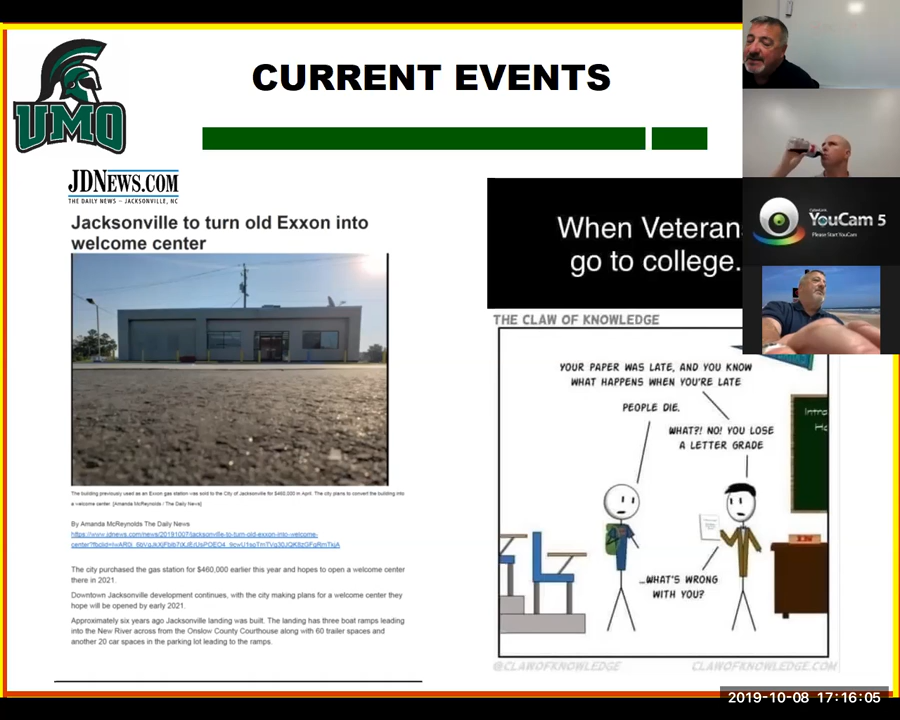 CURRENT EVENTS
UMO
JDNEWS.COM
THE DAILY NEWS – JACKSONVILLE, NC
Jacksonville to turn old Exxon into
welcome center
The building previously used as an Exxon gas station was sold to the City of Jacksonville for $460,000 in April. The city plans to convert the building into
a welcome center. [Amanda McReynolds / The Daily News]
By Amanda McReynolds The Daily News
The city purchased the gas station for $460,000 earlier this year and hopes to open a welcome center
there in 2021.
Downtown Jacksonville development continues, with the city making plans for a welcome center they
hope will be opened by early 2021.
Approximately six years ago Jacksonville landing was built. The landing has three boat ramps leading
into the New River across from the Onslow County Courthouse along with 60 trailer spaces and
another 20 car spaces in the parking lot leading to the ramps.
When Veteran
go to college.
THE CLAW OF KNOWLEDGE
YOUR PAPER WAS LATE, AND YOU KNOW
WHAT HAPPENS WHEN YOU'RE LATE
PEOPLE DIE.
WHAT?! NO! YOU LOSE
A LETTER GRADE
Intro
...WHAT'S WRONG
WITH YOU?
@CLAWOFKNOWLEDGE
CLAWOFKNOWLEDGE.COM
YouCam 5
Please Start YouCam
2019-10-08 17:16:05